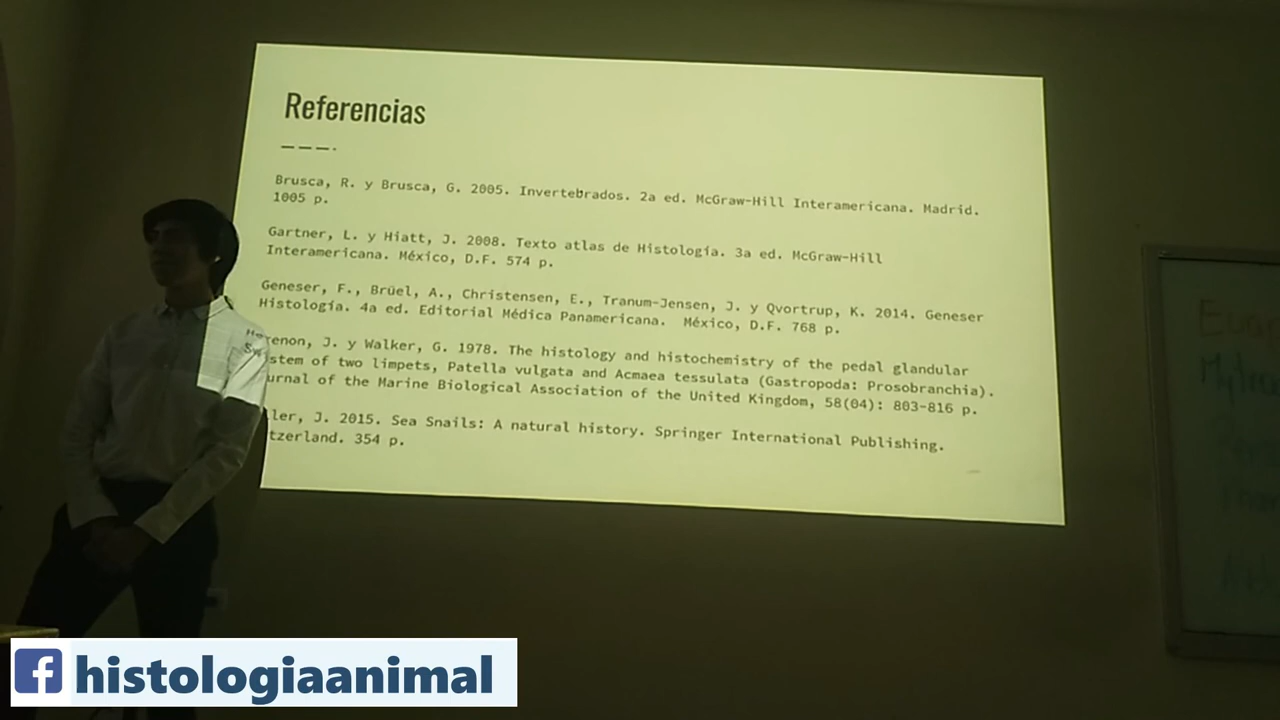 Referencias
Brusca, R. y Brusca, G. 2005. Invertebrados. 2a ed. McGraw-Hill Interamericana. Madrid.
1005 p.
Gartner, L. y Hiatt, J. 2008. Texto atlas de Histología. 3a ed. McGraw-Hill
Interamericana. México, D.F. 574 p.
Geneser, F., Brüel, A., Christensen, E., Tranum-Jensen, J. y Qvortrup, K. 2014. Geneser
Histología. 4a ed. Editorial Médica Panamericana. México, D.F. 768 p.
J. y Walker, G. 1978. The histology and histochemistry of the pedal glandular
of two limpets, Patella vulgata and Acmaea tessulata (Gastropoda: Prosobranchia).
of the Marine Biological Association of the United Kingdom, 58(04): 803-816 p.
J. 2015. Sea Snails: A natural history. Springer International Publishing.
354 p.
histologiaanimal